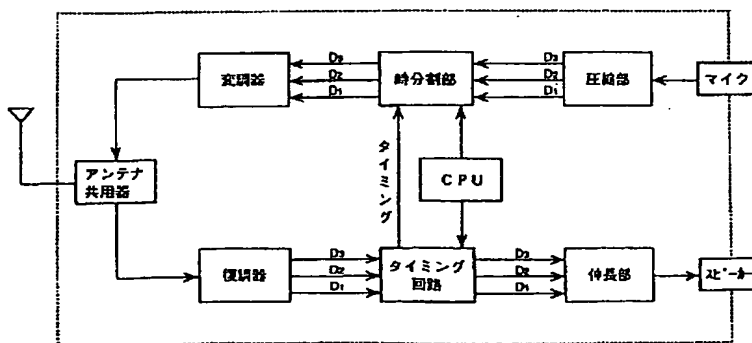 変調器
D3
D2
D1
時分割部
D3
D2
D1
圧縮部
マイク
アンテナ
共用器
タイミング
CPU
復調器
D3
D2
D1
タイミング
回路
D3
D2
D1
伸長部
スピーカー